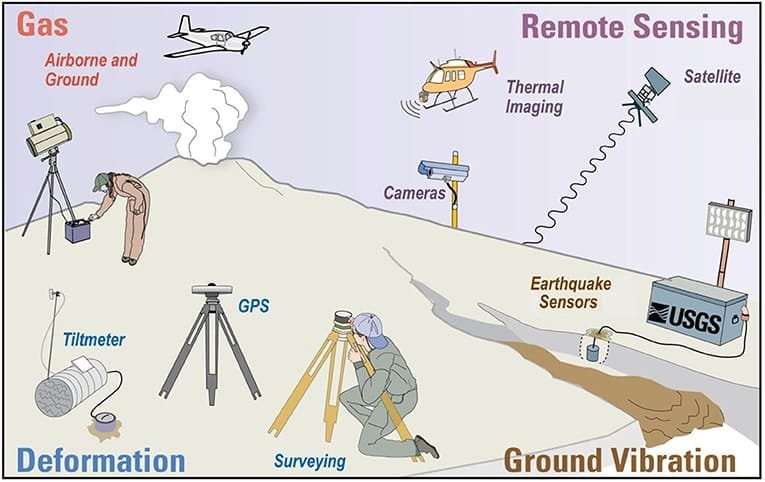 Gas
Airborne and
Ground
Remote Sensing
Thermal
Imaging
Satellite
Cameras
Earthquake
Sensors
USGS
GPS
Tiltmeter
Surveying
Deformation
Ground Vibration